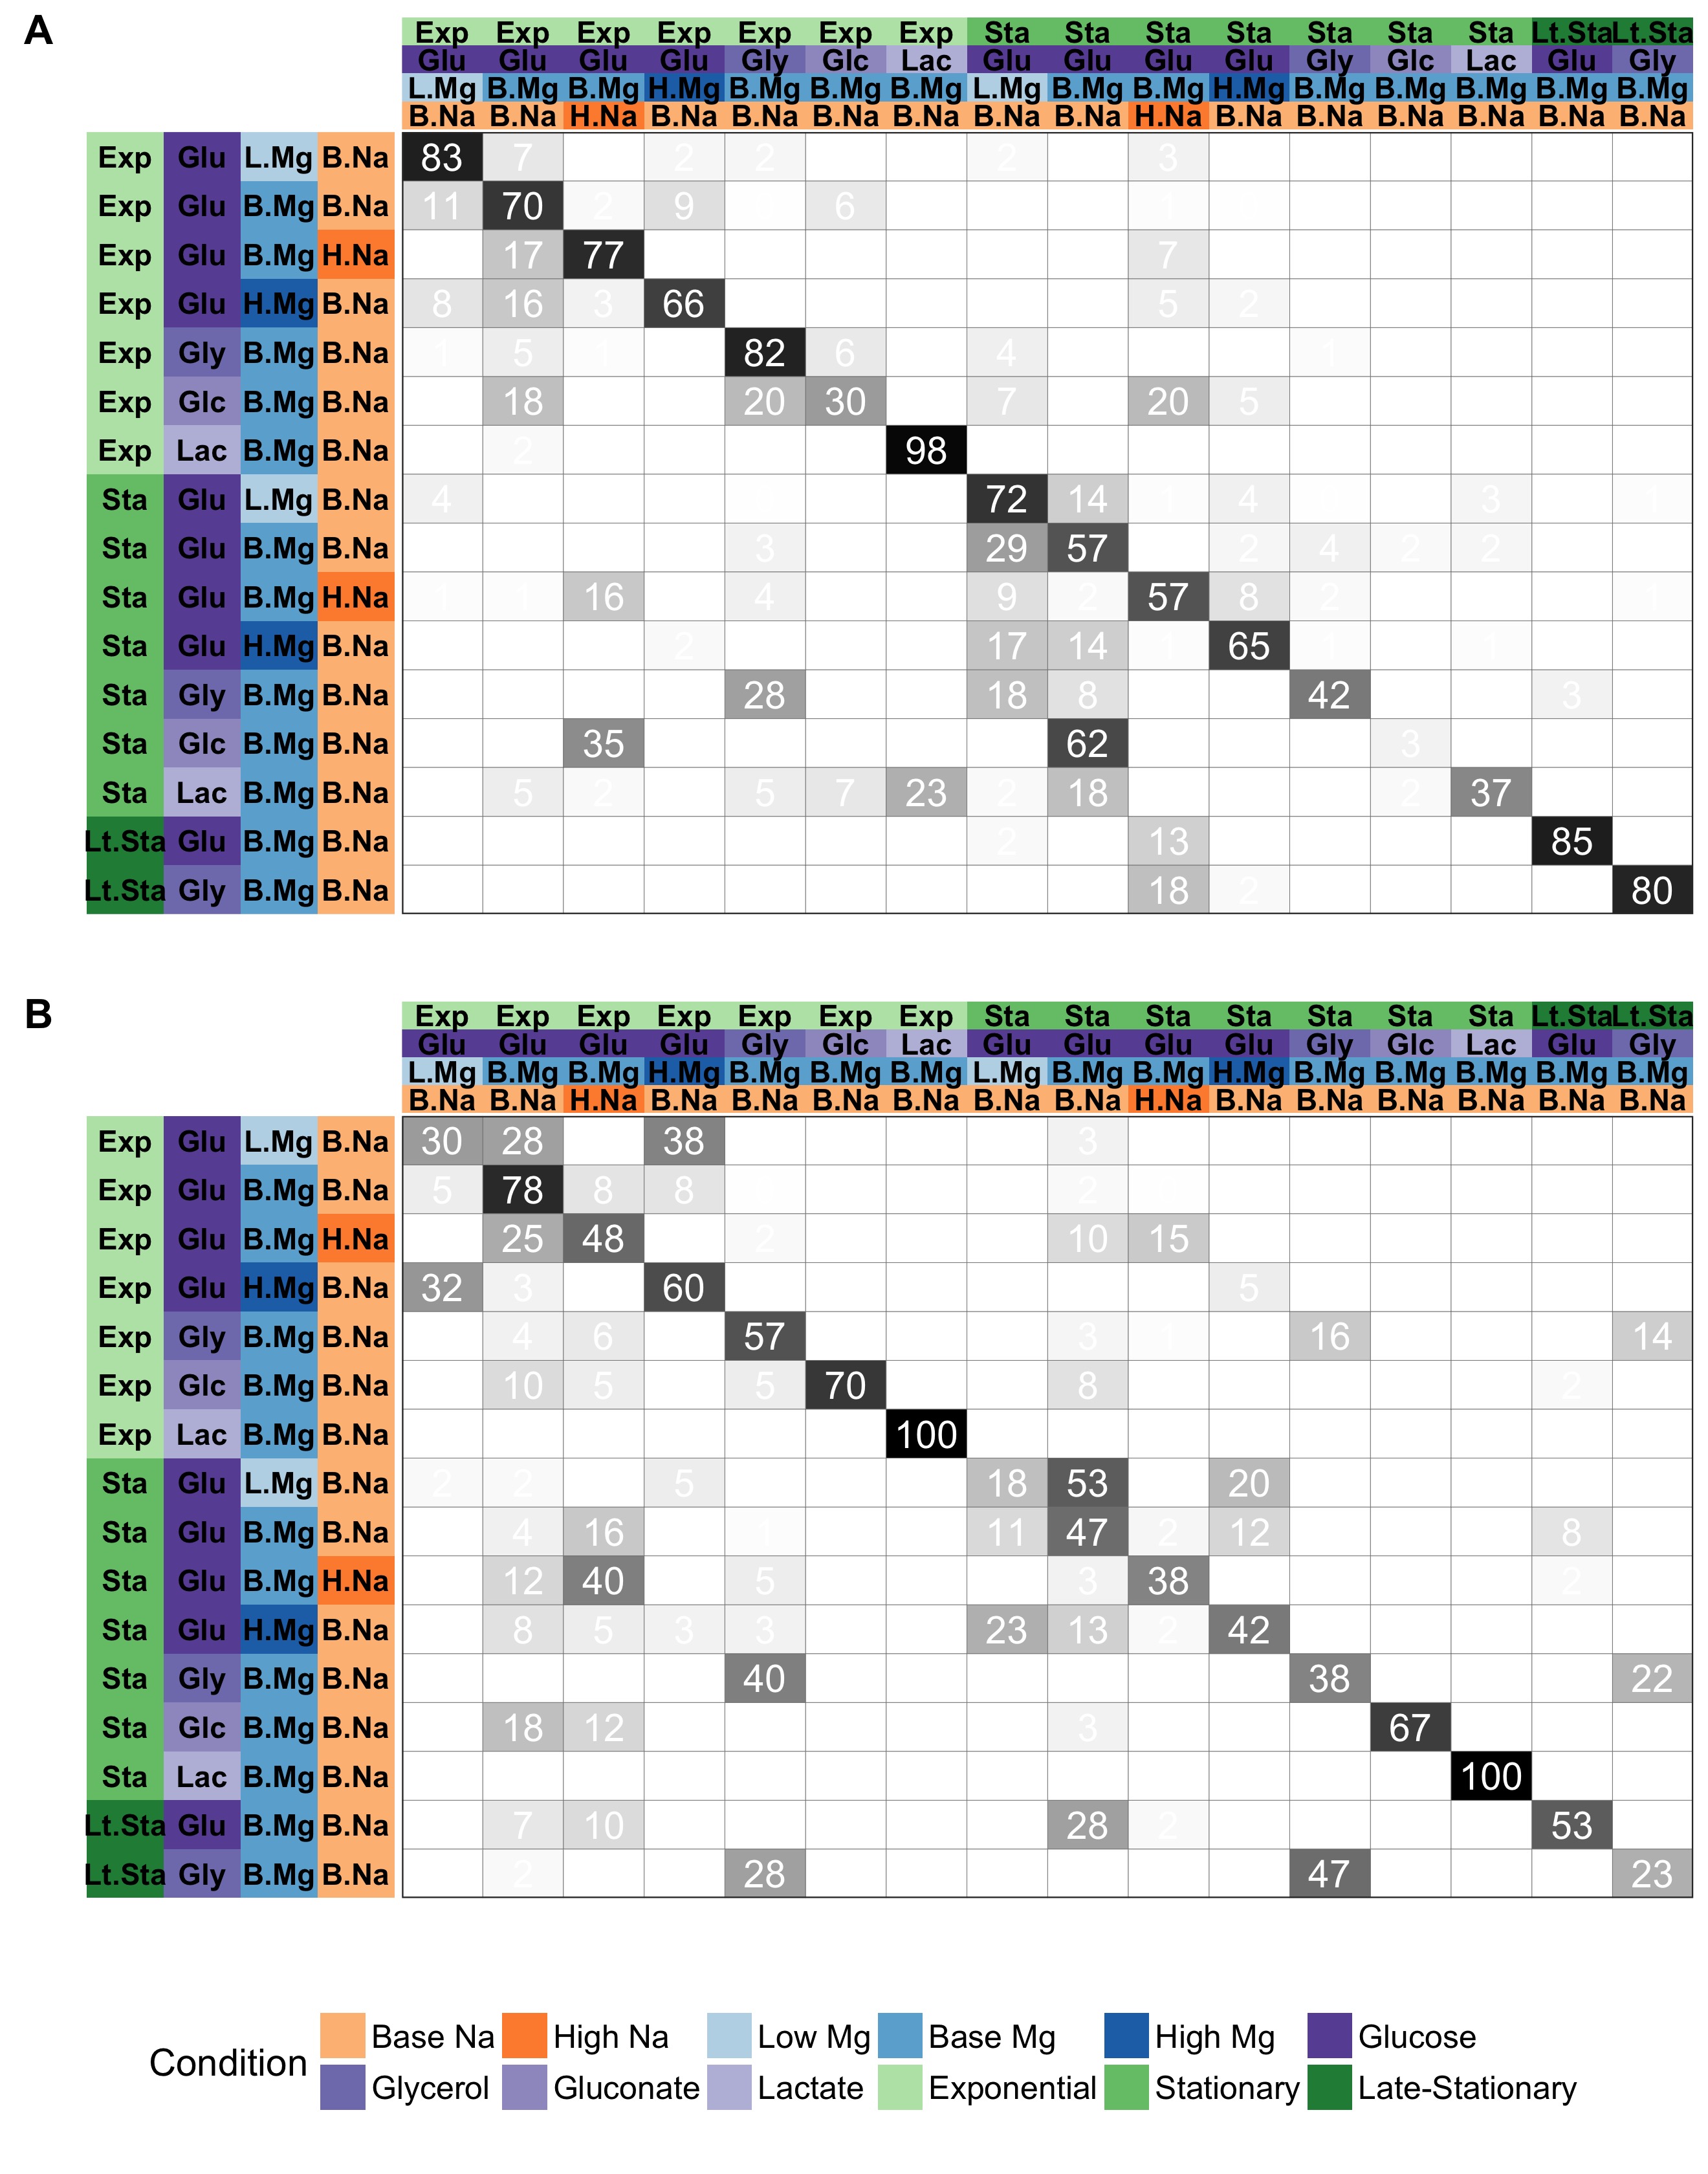 A
Exp Exp Exp Exp Exp Exp Exp Sta Sta Sta Sta Sta Sta Sta Lt.Sta Lt.Sta
Glu Glu Glu Glu Gly Glc Lac Glu Glu Glu Glu Gly Glc Lac Glu Gly
L.Mg B.Mg B.Mg H.Mg B.Mg B.Mg B.Mg L.Mg B.Mg B.Mg H.Mg B.Mg B.Mg B.Mg B.Mg B.Mg
B.Na B.Na H.Na B.Na B.Na B.Na B.Na B.Na B.Na H.Na B.Na B.Na B.Na B.Na B.Na B.Na
Exp Glu L.Mg B.Na 83 7 2 2 2 3
Exp Glu B.Mg B.Na 11 70 2 9 6 1
Exp Glu B.Mg H.Na 17 77 7
Exp Glu H.Mg B.Na 8 16 3 66 5 2
Exp Gly B.Mg B.Na 1 5 1 82 6 4 1
Exp Glc B.Mg B.Na 18 20 30 7 20 5
Exp Lac B.Mg B.Na 2 98
Sta Glu L.Mg B.Na 4 72 14 1 4 3 1
Sta Glu B.Mg B.Na 3 29 57 2 4 2 2
Sta Glu B.Mg H.Na 1 1 16 4 9 2 57 8 2 1
Sta Glu H.Mg B.Na 2 17 14 1 65 1 1
Sta Gly B.Mg B.Na 28 18 8 42 3
Sta Glc B.Mg B.Na 35 62 3
Sta Lac B.Mg B.Na 5 2 5 7 23 2 18 2 37
Lt.Sta Glu B.Mg B.Na 2 13 85
Lt.Sta Gly B.Mg B.Na 18 2 80
B
Exp Exp Exp Exp Exp Exp Exp Sta Sta Sta Sta Sta Sta Sta Lt.Sta Lt.Sta
Glu Glu Glu Glu Gly Glc Lac Glu Glu Glu Glu Gly Glc Lac Glu Gly
L.Mg B.Mg B.Mg H.Mg B.Mg B.Mg B.Mg L.Mg B.Mg B.Mg H.Mg B.Mg B.Mg B.Mg B.Mg B.Mg
B.Na B.Na H.Na B.Na B.Na B.Na B.Na B.Na B.Na H.Na B.Na B.Na B.Na B.Na B.Na B.Na
Exp Glu L.Mg B.Na 30 28 38 3
Exp Glu B.Mg B.Na 5 78 8 8 2
Exp Glu B.Mg H.Na 25 48 2 10 15
Exp Glu H.Mg B.Na 32 3 60 5
Exp Gly B.Mg B.Na 4 6 57 3 1 16 14
Exp Glc B.Mg B.Na 10 5 5 70 8 2
Exp Lac B.Mg B.Na 100
Sta Glu L.Mg B.Na 2 2 5 18 53 20
Sta Glu B.Mg B.Na 4 16 1 11 47 2 12 8
Sta Glu B.Mg H.Na 12 40 5 3 38 2
Sta Glu H.Mg B.Na 8 5 3 3 23 13 2 42
Sta Gly B.Mg B.Na 40 38 22
Sta Glc B.Mg B.Na 18 12 3 67
Sta Lac B.Mg B.Na 100
Lt.Sta Glu B.Mg B.Na 7 10 28 2 53
Lt.Sta Gly B.Mg B.Na 2 28 47 23
Condition
Base Na High Na Low Mg Base Mg High Mg Glucose
Glycerol Gluconate Lactate Exponential Stationary Late-Stationary